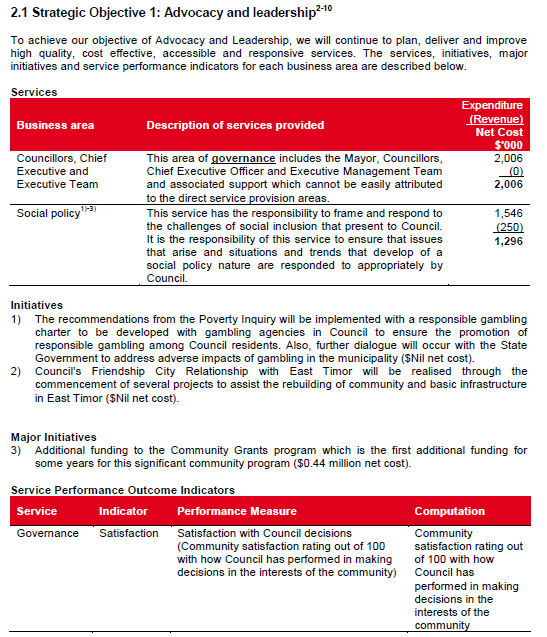 2.1 Strategic Objective 1: Advocacy and leadership2-10
To achieve our objective of Advocacy and Leadership, we will continue to plan, deliver and improve
high quality, cost effective, accessible and responsive services. The services, initiatives, major
initiatives and service performance indicators for each business area are described below.
Services
Business area Description of services provided Expenditure
(Revenue)
Net Cost
$'000
Councillors, Chief This area of governance includes the Mayor, Councillors, 2,006
Executive and Chief Executive Officer and Executive Management Team (0)
Executive Team and associated support which cannot be easily attributed 2,006
to the direct service provision areas.
Social policy1)-3) This service has the responsibility to frame and respond to 1,546
the challenges of social inclusion that present to Council. (250)
It is the responsibility of this service to ensure that issues 1,296
that arise and situations and trends that develop of a
social policy nature are responded to appropriately by
Council.
Initiatives
1) The recommendations from the Poverty Inquiry will be implemented with a responsible gambling
charter to be developed with gambling agencies in Council to ensure the promotion of
responsible gambling among Council residents. Also, further dialogue will occur with the State
Government to address adverse impacts of gambling in the municipality ($Nil net cost).
2) Council's Friendship City Relationship with East Timor will be realised through the
commencement of several projects to assist the rebuilding of community and basic infrastructure
in East Timor ($Nil net cost).
Major Initiatives
3) Additional funding to the Community Grants program which is the first additional funding for
some years for this significant community program ($0.44 million net cost).
Service Performance Outcome Indicators
Service Indicator Performance Measure Computation
Governance Satisfaction Satisfaction with Council decisions Community
(Community satisfaction rating out of 100 satisfaction rating out
with how Council has performed in making of 100 with how
decisions in the interests of the community) Council has
performed in making
decisions in the
interests of the
community